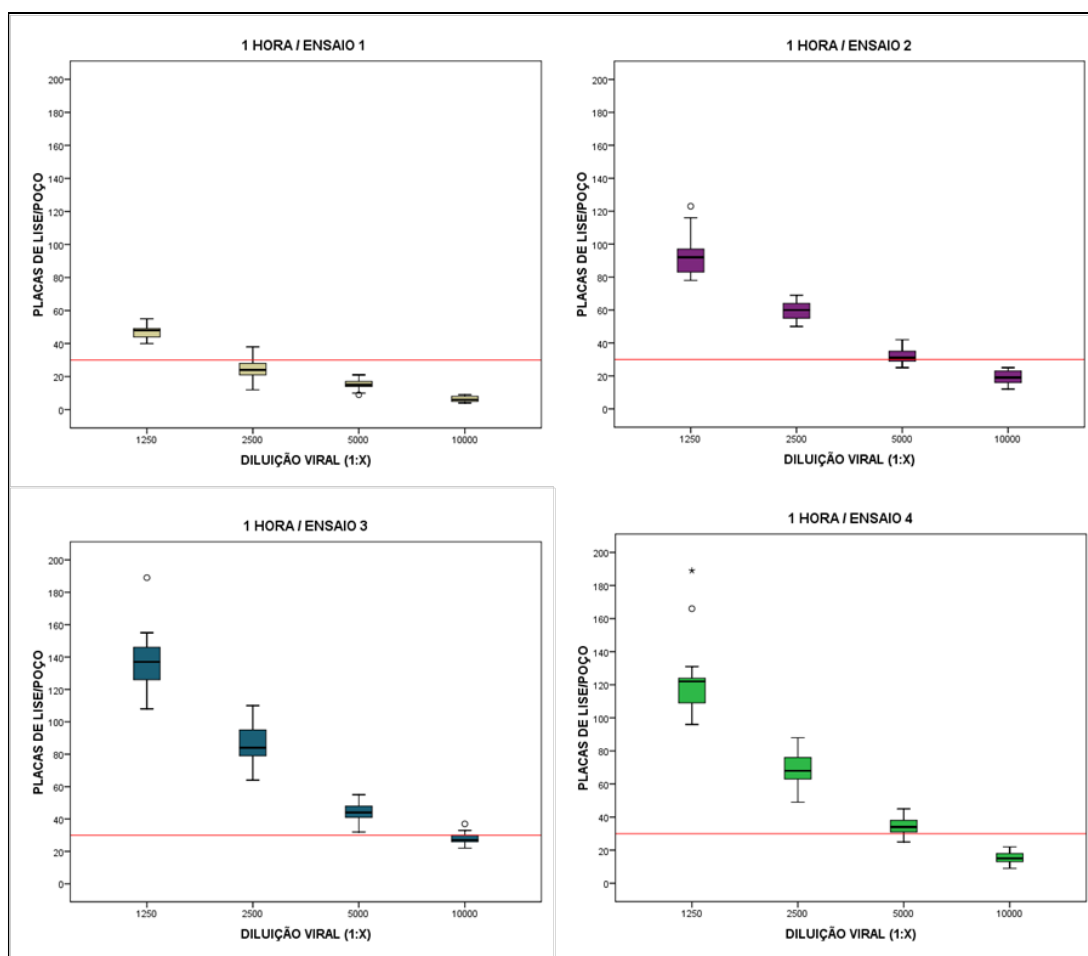 1 HORA / ENSAIO 1
PLACAS DE LISE/POÇO
200
180
160
140
120
100
80
60
40
20
0
1250 2500 5000 10000
DILUIÇÃO VIRAL (1:X)
1 HORA / ENSAIO 2
PLACAS DE LISE/POÇO
200
180
160
140
120
100
80
60
40
20
0
1250 2500 5000 10000
DILUIÇÃO VIRAL (1:X)
1 HORA / ENSAIO 3
PLACAS DE LISE/POÇO
200
180
160
140
120
100
80
60
40
20
0
1250 2500 5000 10000
DILUIÇÃO VIRAL (1:X)
1 HORA / ENSAIO 4
PLACAS DE LISE/POÇO
200
180
160
140
120
100
80
60
40
20
0
1250 2500 5000 10000
DILUIÇÃO VIRAL (1:X)